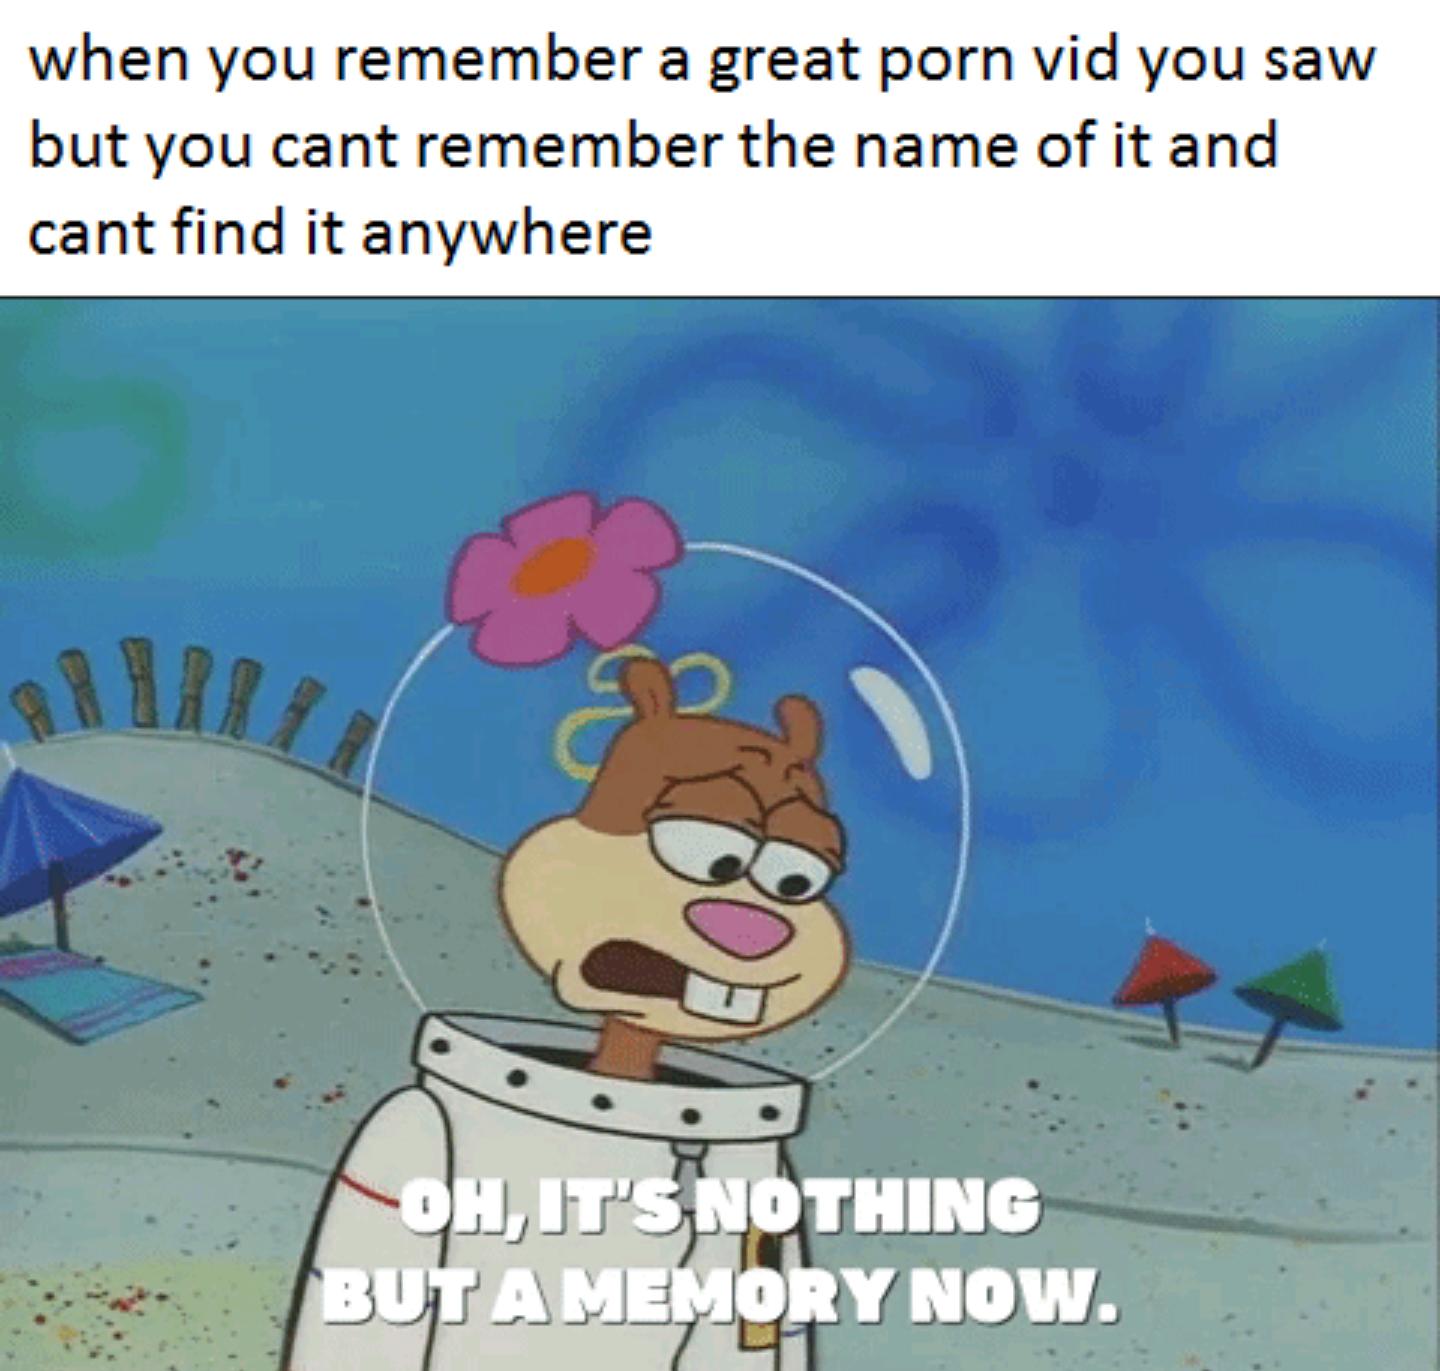 when you remember a great porn vid you saw
but you cant remember the name of it and
cant find it anywhere
OH, IT'S NOTHING
BUT A MEMORY NOW.